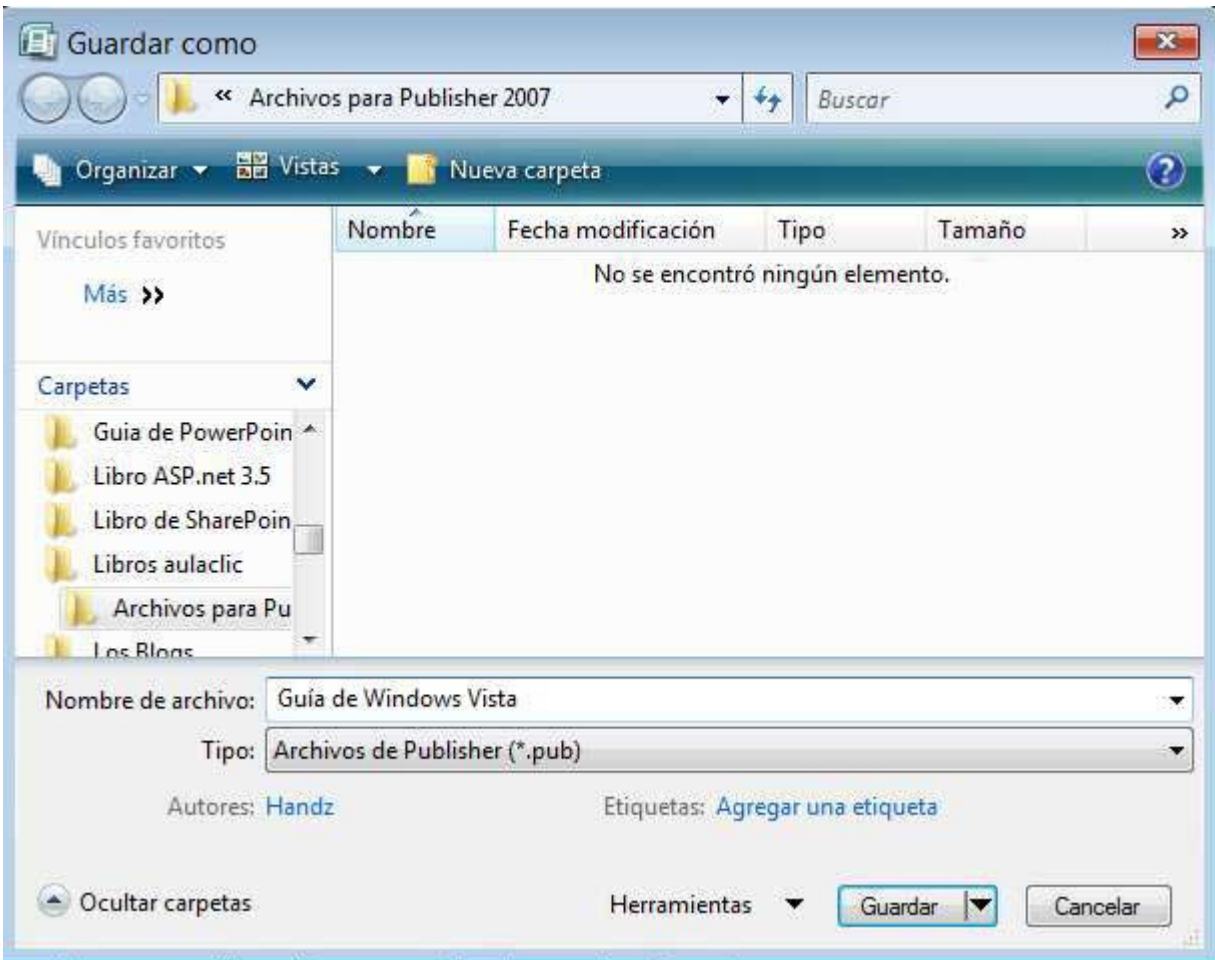 Guardar como
« Archivos para Publisher 2007
Buscar
Organizar Vistas Nueva carpeta
Vínculos favoritos
Más »
Nombre Fecha modificación Tipo Tamaño »
No se encontró ningún elemento.
Carpetas
Guia de PowerPoin
Libro ASP.net 3.5
Libro de SharePoin
Libros aulaclic
Archivos para Pu
Los Blogs
Nombre de archivo: Guía de Windows Vista
Tipo: Archivos de Publisher (*.pub)
Autores: Handz Etiquetas: Agregar una etiqueta
Ocultar carpetas Herramientas Guardar Cancelar